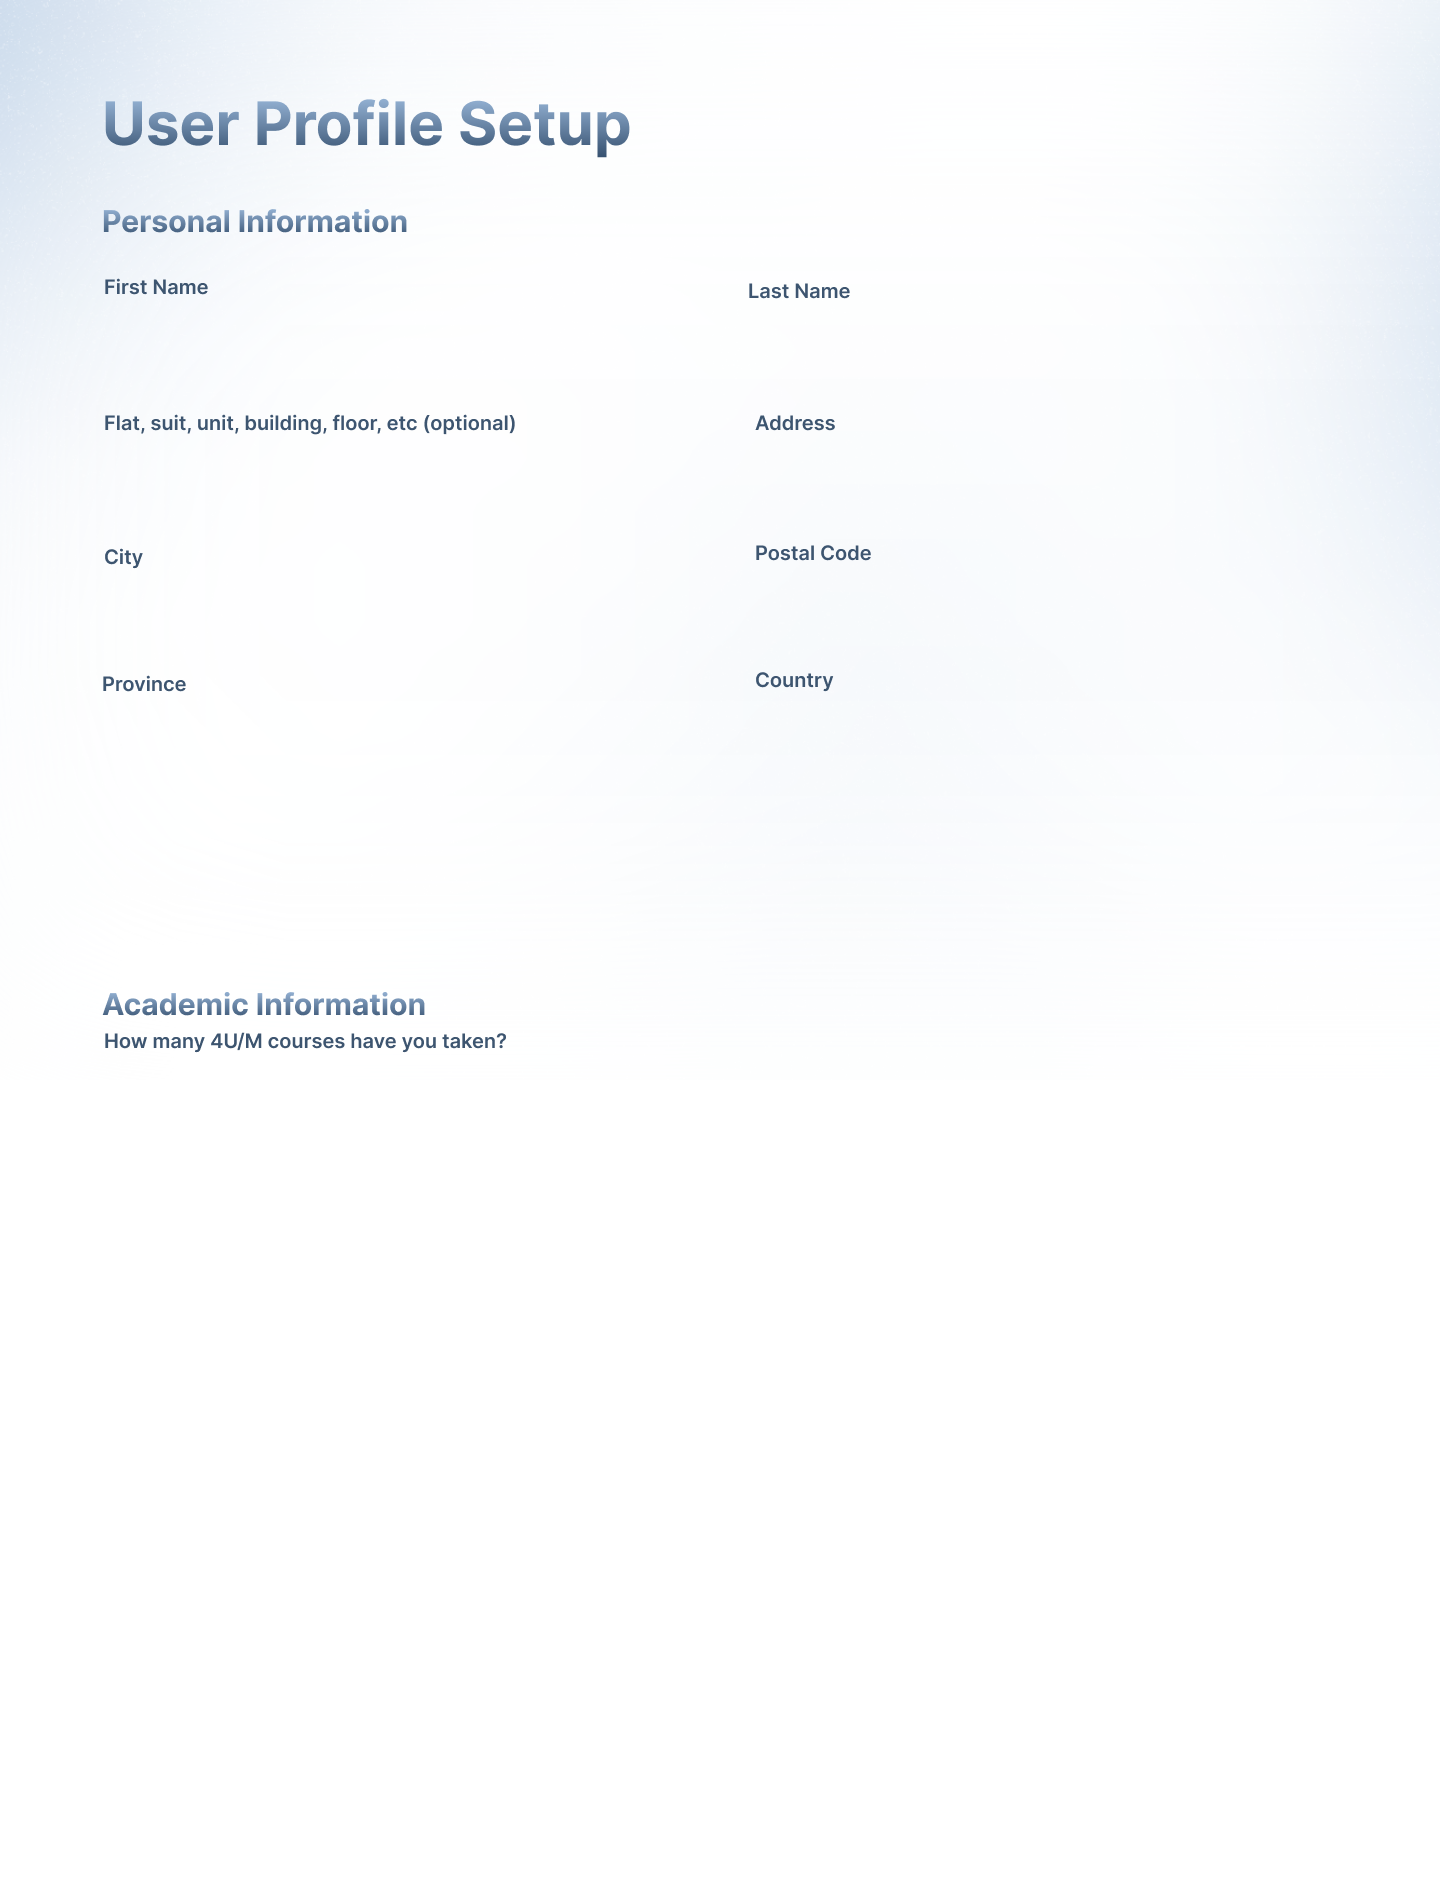 User Profile Setup
Personal Information
First Name
Last Name
Flat, suit, unit, building, floor, etc (optional)
Address
City
Postal Code
Province
Country
Academic Information
How many 4U/M courses have you taken?